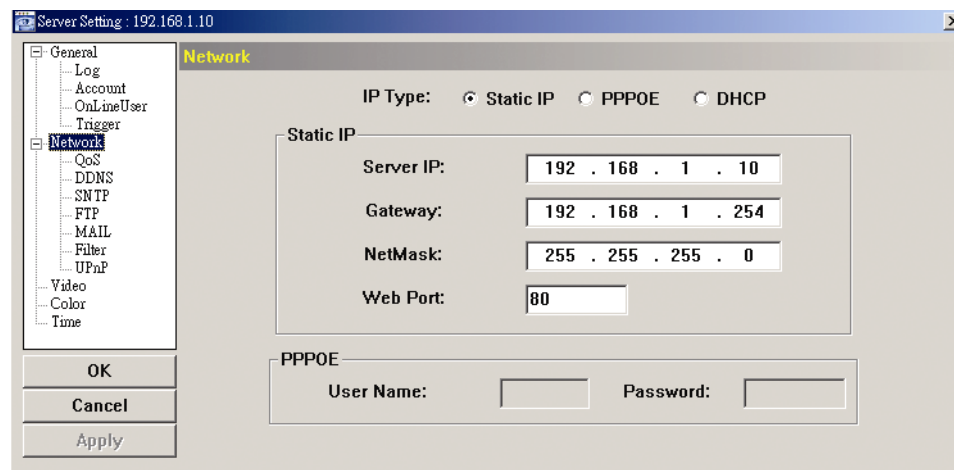 Server Setting : 192.168.1.10
General
Log
Account
OnLineUser
Trigger
Network
QoS
DDNS
SNTP
FTP
MAIL
Filter
UPnP
Video
Color
Time
OK
Cancel
Apply
Network
IP Type: Static IP PPPOE DHCP
Static IP
Server IP: 192 . 168 . 1 . 10
Gateway: 192 . 168 . 1 . 254
NetMask: 255 . 255 . 255 . 0
Web Port: 80
PPPOE
User Name: Password: